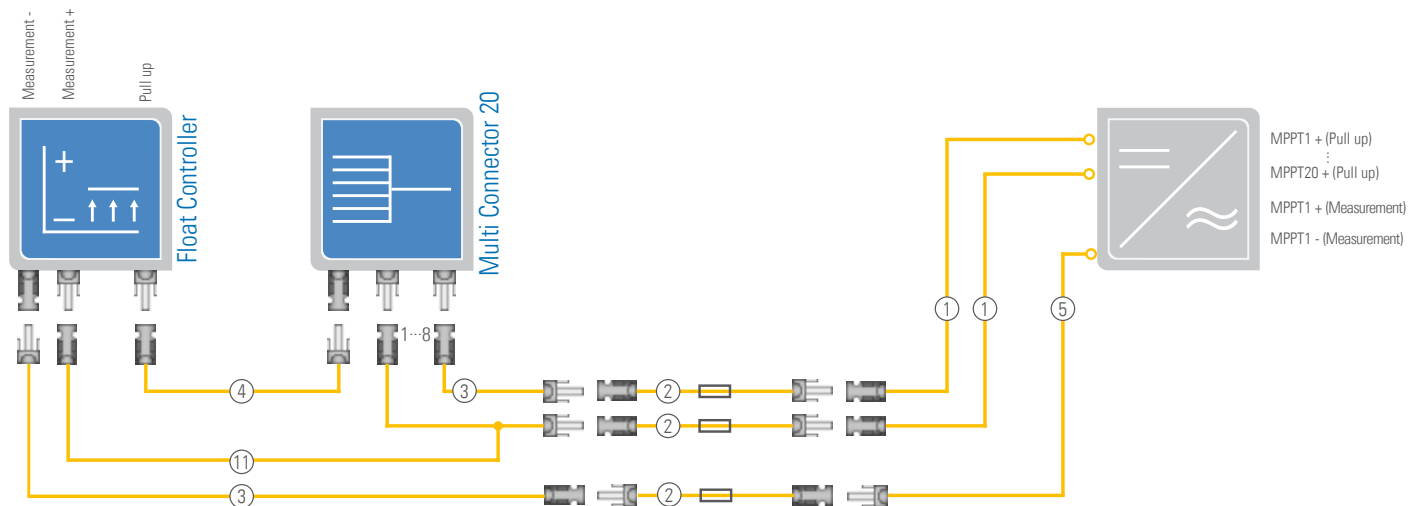 Measurement -
Measurement +
Pull up
Float Controller
Multi Connector 20
MPPT1 + (Pull up)
⋮
MPPT20 + (Pull up)
MPPT1 + (Measurement)
MPPT1 - (Measurement)
1 1 5
1···8
4 3 2
2
11
3 2